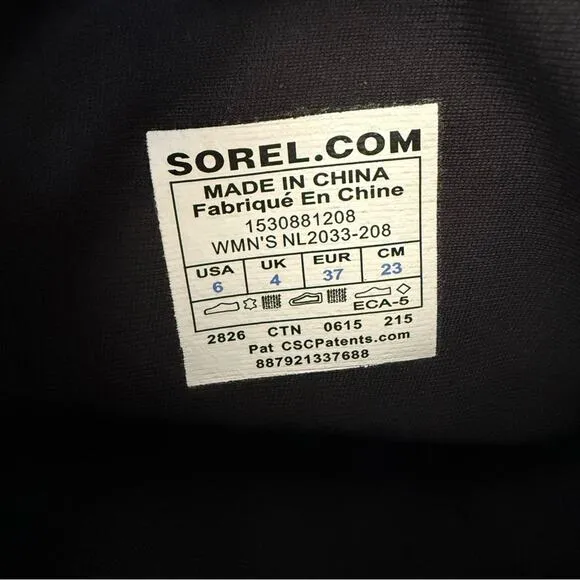 SOREL.COM
MADE IN CHINA
Fabriqué En Chine
1530881208
WMN'S NL2033-208
USA UK EUR CM
6 4 37 23
ECA-5
2826 CTN 0615 215
Pat CSCPatents.com
887921337688